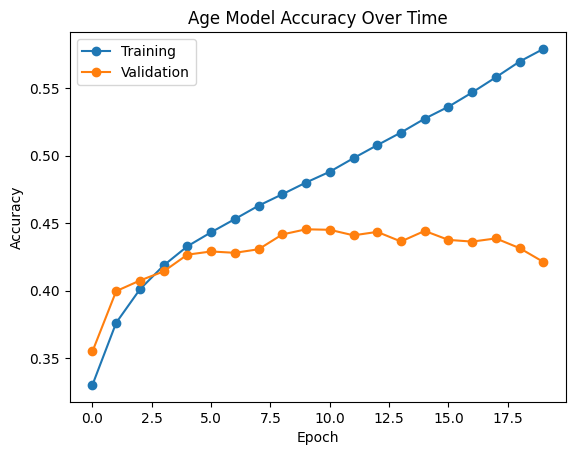 Age Model Accuracy Over Time
Training
Validation
0.55
0.50
0.45
0.40
0.35
Accuracy
0.0 2.5 5.0 7.5 10.0 12.5 15.0 17.5
Epoch